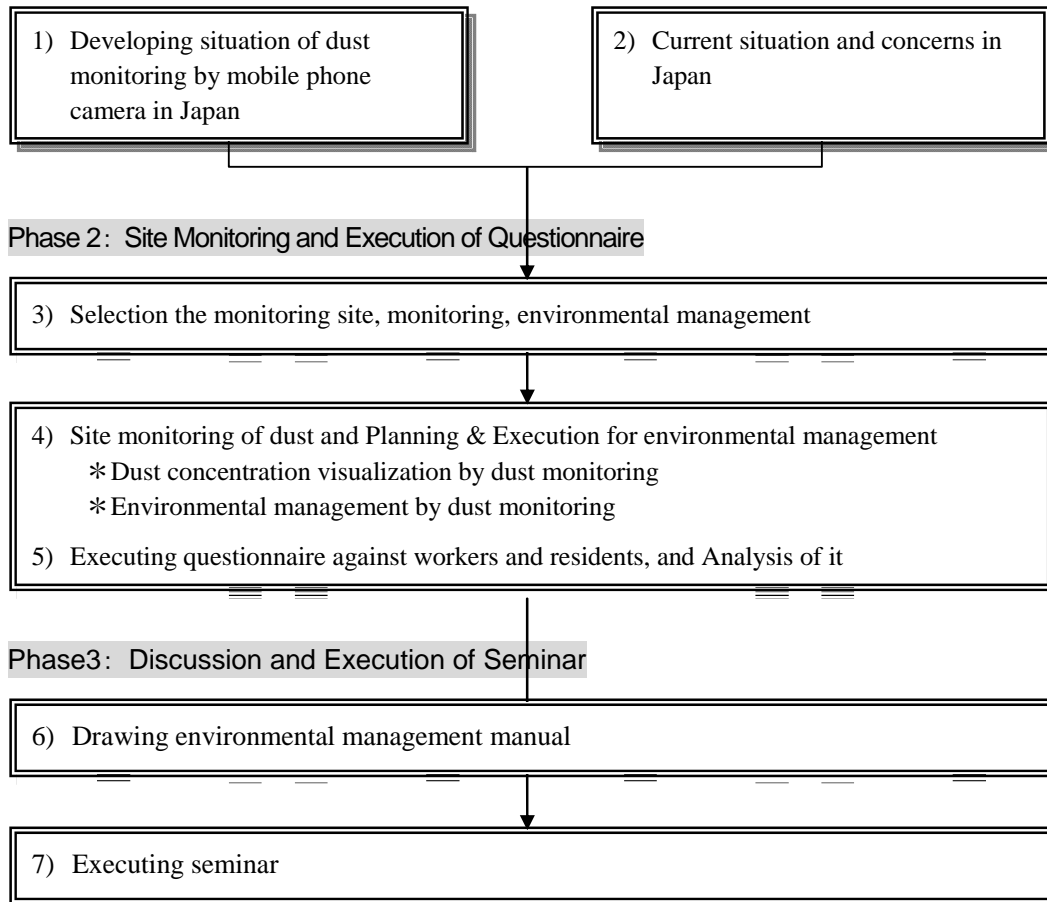 1) Developing situation of dust
monitoring by mobile phone
camera in Japan
2) Current situation and concerns in
Japan
Phase 2： Site Monitoring and Execution of Questionnaire
3) Selection the monitoring site, monitoring, environmental management
4) Site monitoring of dust and Planning & Execution for environmental management
＊Dust concentration visualization by dust monitoring
＊Environmental management by dust monitoring
5) Executing questionnaire against workers and residents, and Analysis of it
Phase3： Discussion and Execution of Seminar
6) Drawing environmental management manual
7) Executing seminar